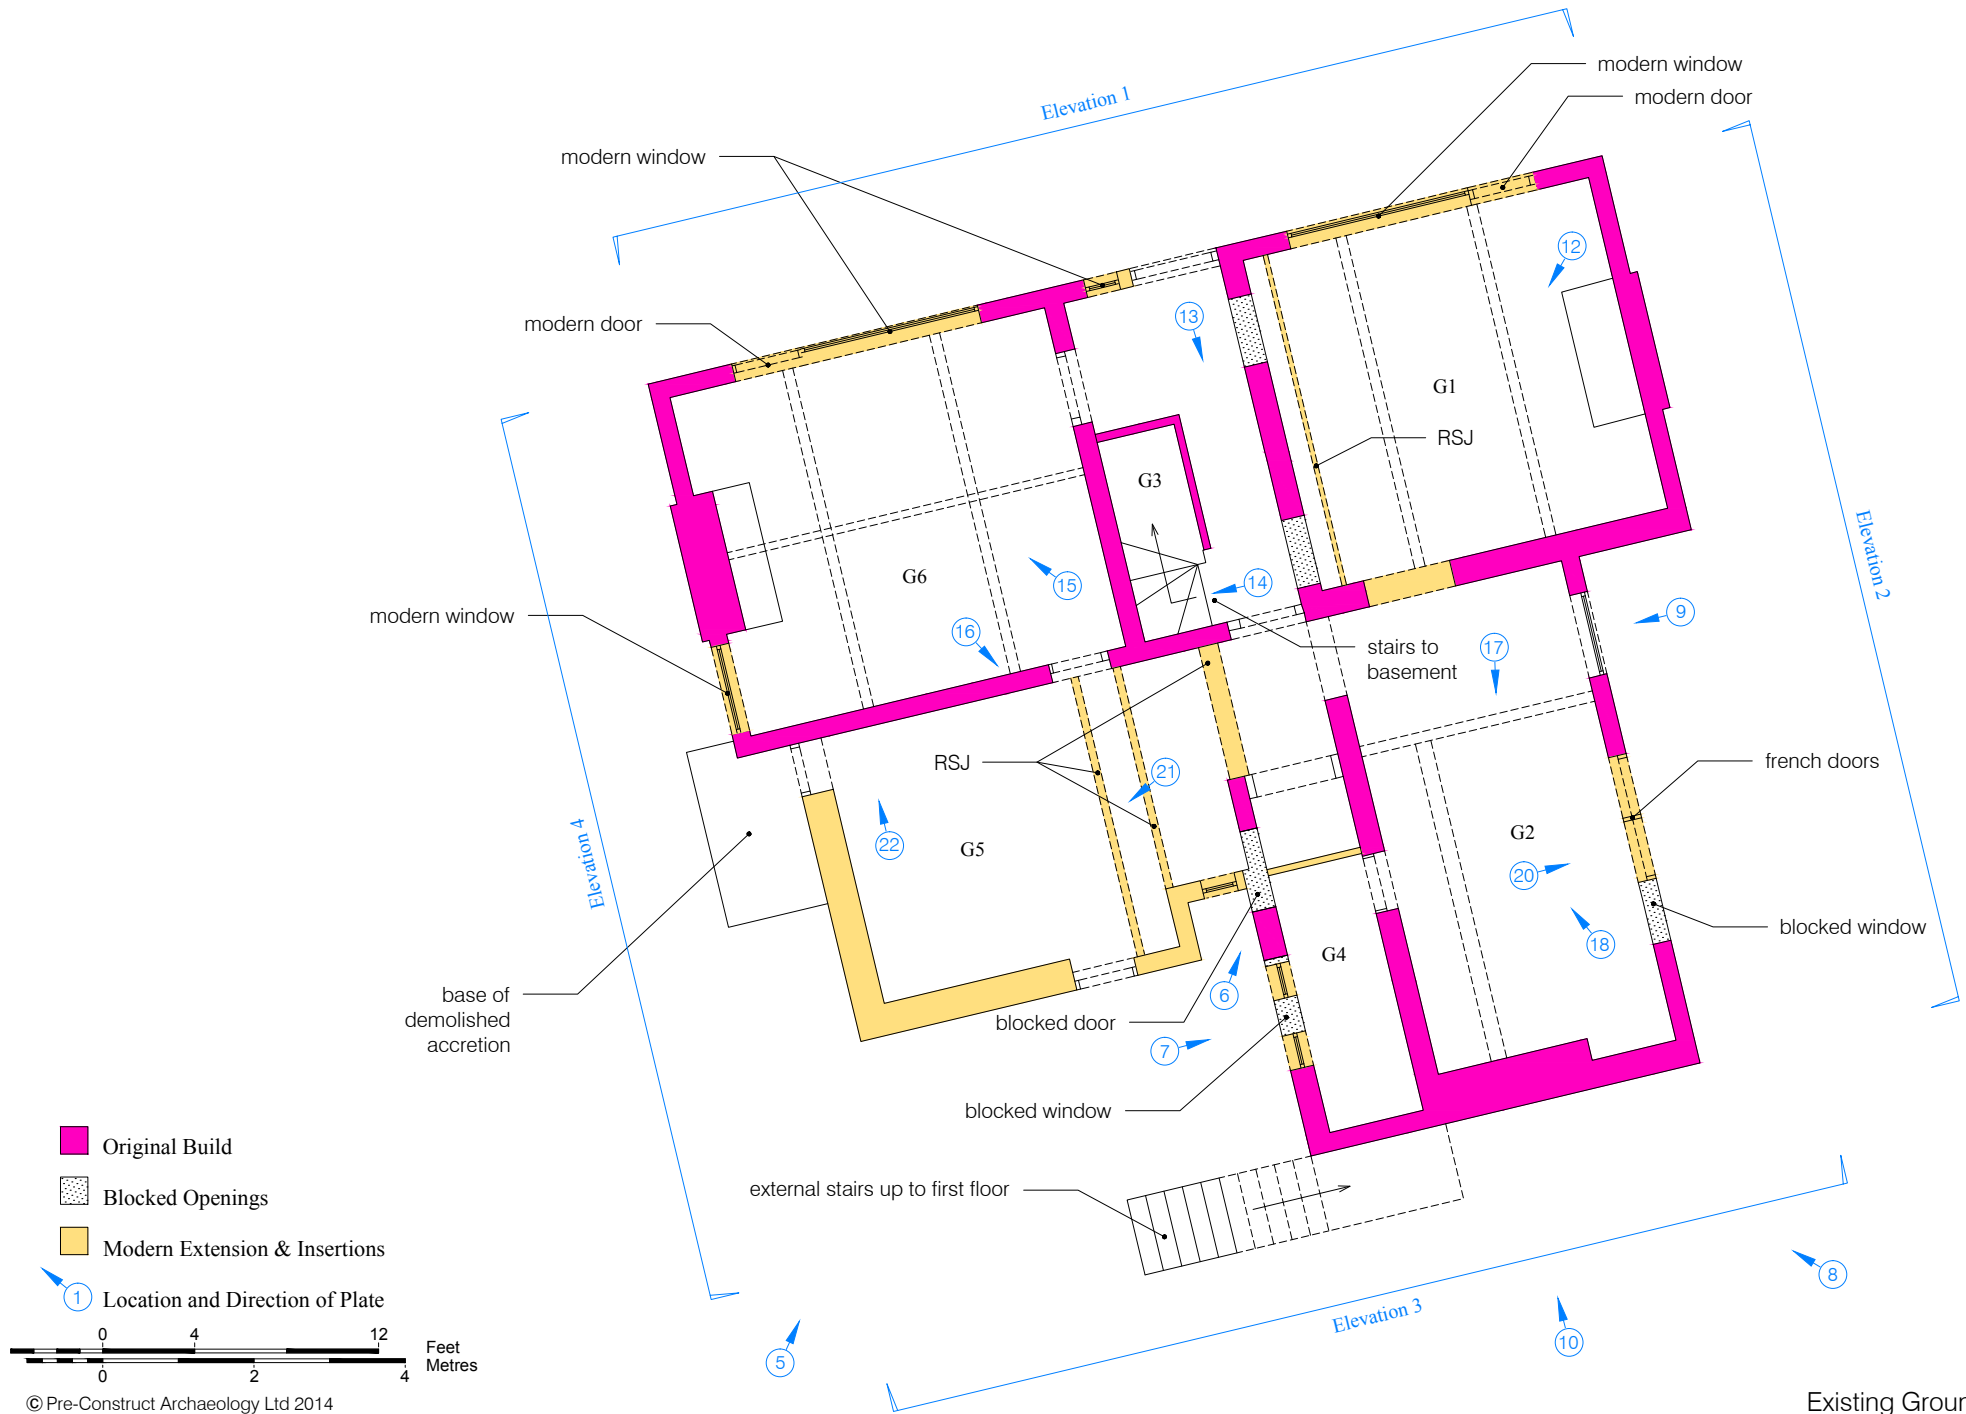 Elevation 1
modern window
modern door
modern window
12
13
modern door
G1
RSJ
G3
Elevation 2
G6
15
14
9
modern window
16
stairs to
basement
17
RSJ
21
french doors
Elevation 4
22
G5
G2
20
blocked window
18
G4
base of
demolished
accretion
6
blocked door
7
blocked window
Original Build
external stairs up to first floor
Blocked Openings
Modern Extension & Insertions
1
Location and Direction of Plate
8
Elevation 3
10
5
0 4 12
Feet
Metres
0 2 4
© Pre-Construct Archaeology Ltd 2014
Existing Groun